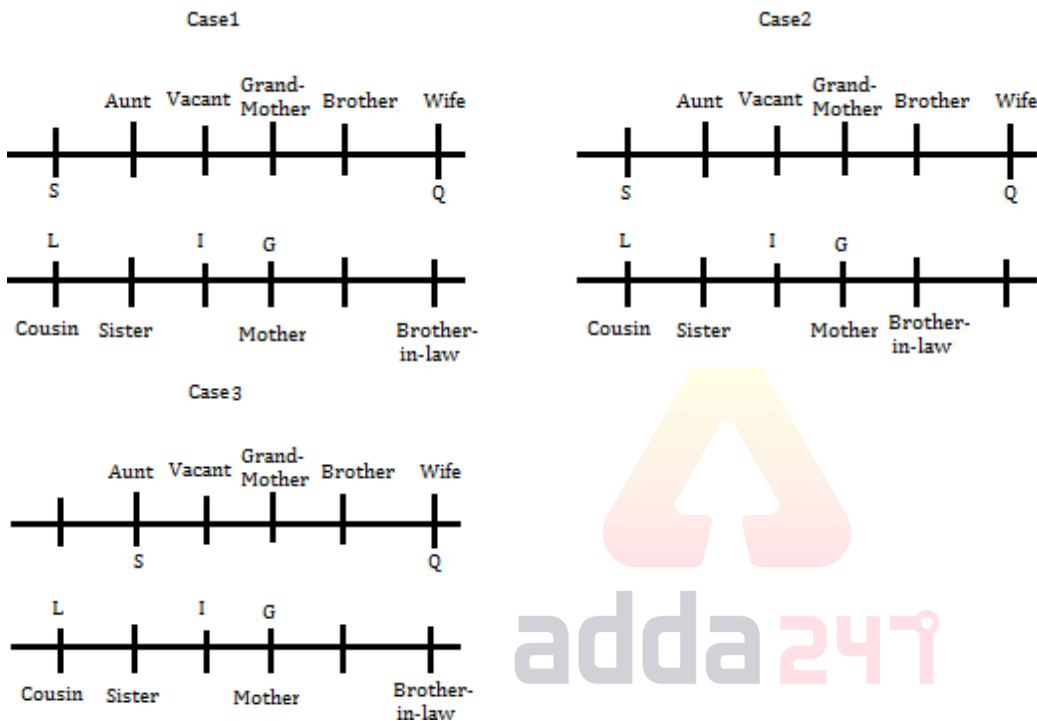 Case1
Aunt Vacant Grand-Mother Brother Wife
S Q
L I G
Cousin Sister Mother Brother-in-law
Case2
Aunt Vacant Grand-Mother Brother Wife
S Q
L I G
Cousin Sister Mother Brother-in-law
Case3
Aunt Vacant Grand-Mother Brother Wife
S Q
L I G
Cousin Sister Mother Brother-in-law
adda247